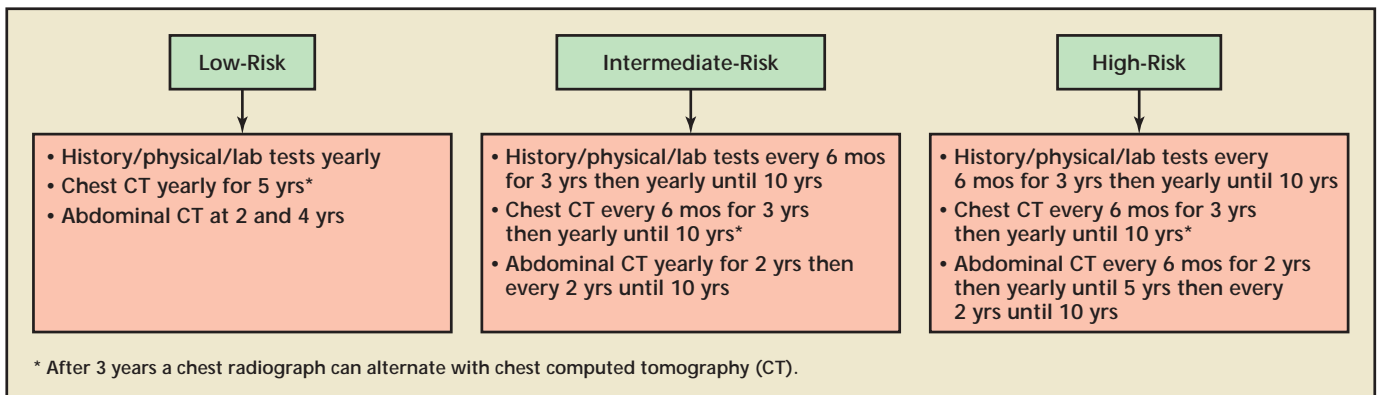 Low-Risk
• History/physical/lab tests yearly
• Chest CT yearly for 5 yrs*
• Abdominal CT at 2 and 4 yrs
Intermediate-Risk
• History/physical/lab tests every 6 mos
for 3 yrs then yearly until 10 yrs
• Chest CT every 6 mos for 3 yrs
then yearly until 10 yrs*
• Abdominal CT yearly for 2 yrs then
every 2 yrs until 10 yrs
High-Risk
• History/physical/lab tests every
6 mos for 3 yrs then yearly until 10 yrs
• Chest CT every 6 mos for 3 yrs
then yearly until 10 yrs*
• Abdominal CT every 6 mos for 2 yrs
then yearly until 5 yrs then every
2 yrs until 10 yrs
* After 3 years a chest radiograph can alternate with chest computed tomography (CT).